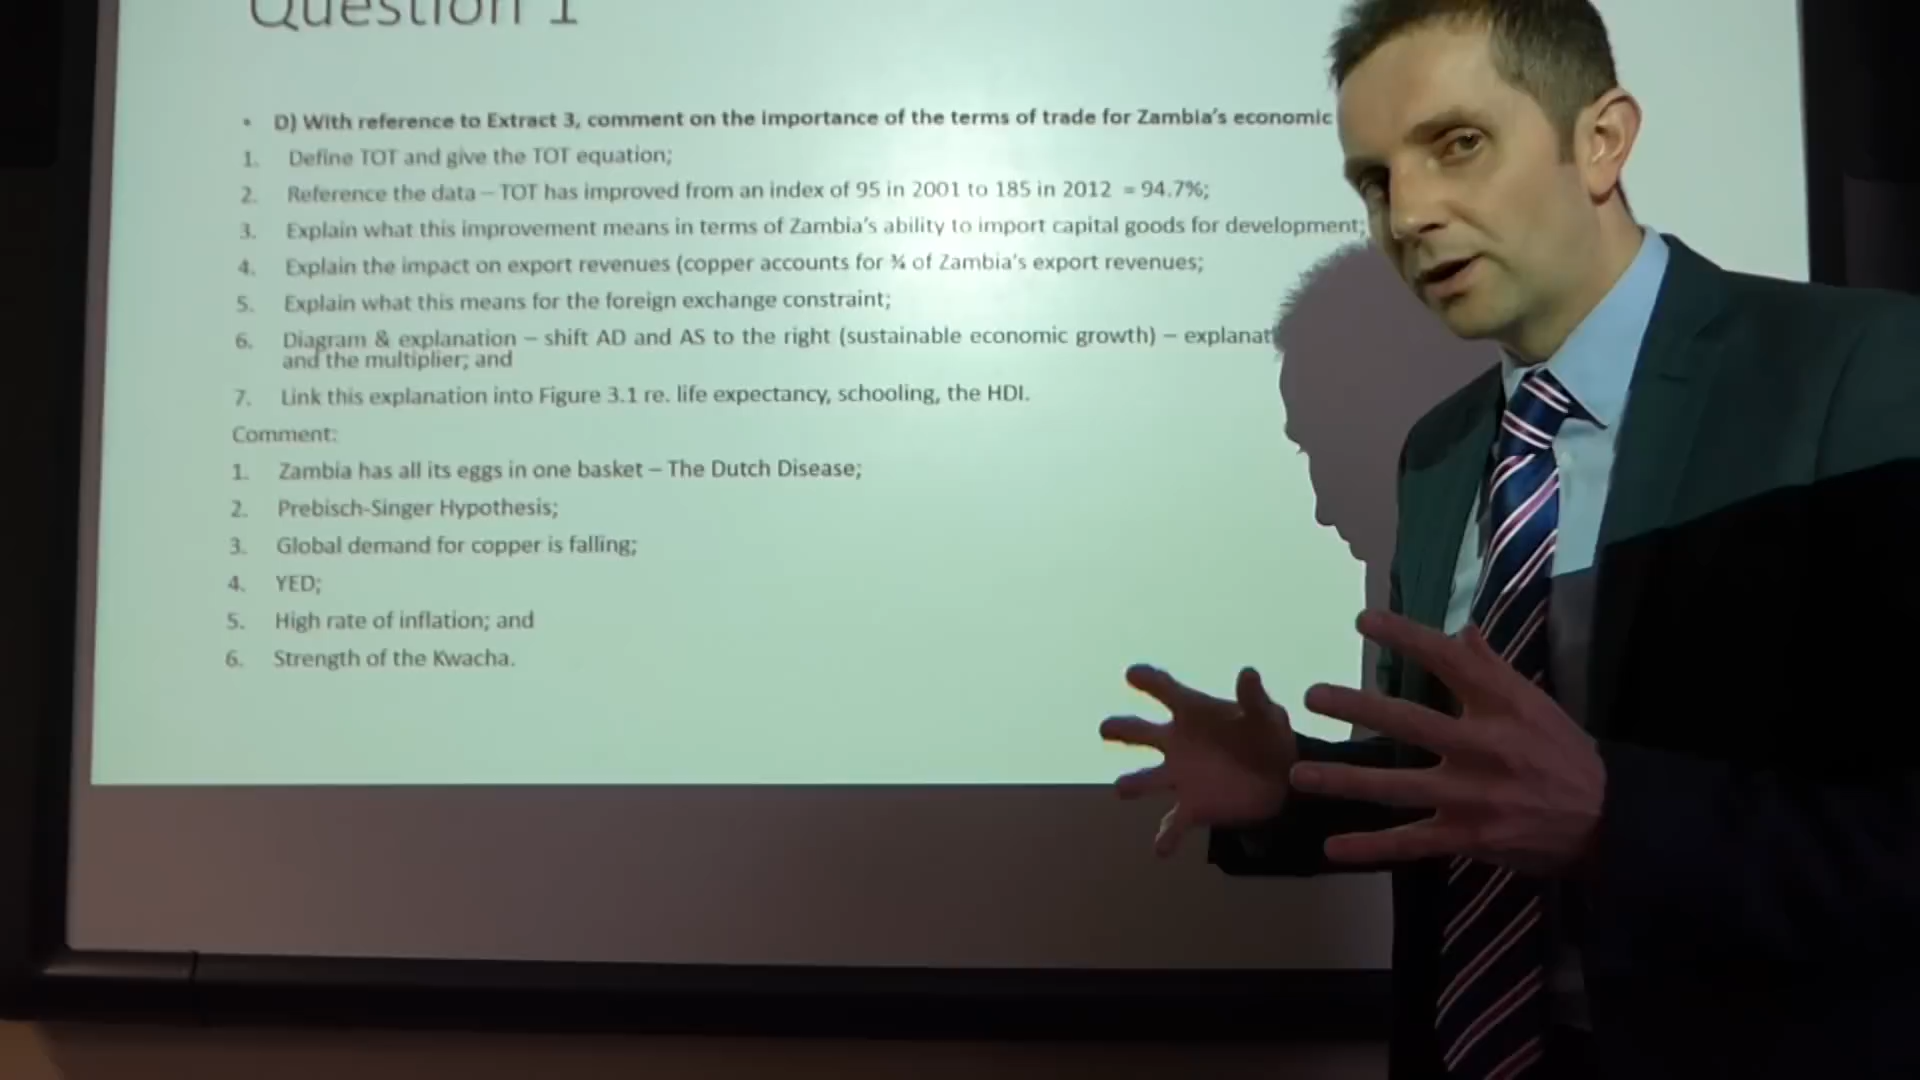 Question 1
• D) With reference to Extract 3, comment on the importance of the terms of trade for Zambia's economic
1. Define TOT and give the TOT equation;
2. Reference the data – TOT has improved from an index of 95 in 2001 to 185 in 2012 = 94.7%;
3. Explain what this improvement means in terms of Zambia's ability to import capital goods for development;
4. Explain the impact on export revenues (copper accounts for ¾ of Zambia's export revenues;
5. Explain what this means for the foreign exchange constraint;
6. Diagram & explanation – shift AD and AS to the right (sustainable economic growth) –
and the multiplier; and
7. Link this explanation into Figure 3.1 re. life expectancy, schooling, the HDI.
Comment:
1. Zambia has all its eggs in one basket – The Dutch Disease;
2. Prebisch-Singer Hypothesis;
3. Global demand for copper is falling;
4. YED;
5. High rate of inflation; and
6. Strength of the Kwacha.